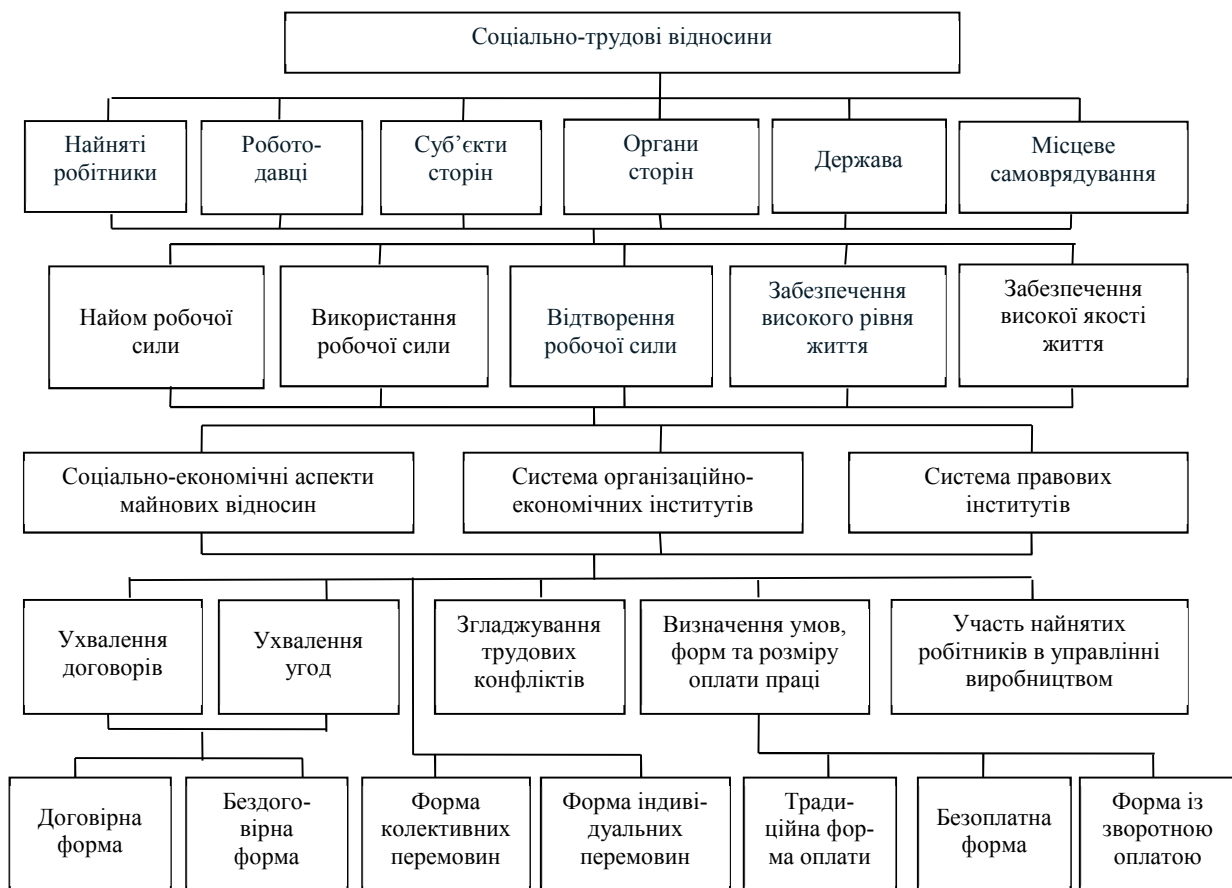 Соціально-трудові відносини
Найняті
робітники
Робото-
давці
Суб’єкти
сторін
Органи
сторін
Держава
Місцеве
самоврядування
Найом робочої
сили
Використання
робочої сили
Відтворення
робочої сили
Забезпечення
високого рівня
життя
Забезпечення
високої якості
життя
Соціально-економічні аспекти
майнових відносин
Система організаційно-
економічних інститутів
Система правових
інститутів
Ухвалення
договорів
Ухвалення
угод
Згладжування
трудових
конфліктів
Визначення умов,
форм та розміру
оплати праці
Участь найнятих
робітників в управлінні
виробництвом
Договірна
форма
Бездого-
вірна
форма
Форма
колективних
перемовин
Форма індиві-
дуальних
перемовин
Тради-
ційна фор-
ма оплати
Безоплатна
форма
Форма із
зворотною
оплатою